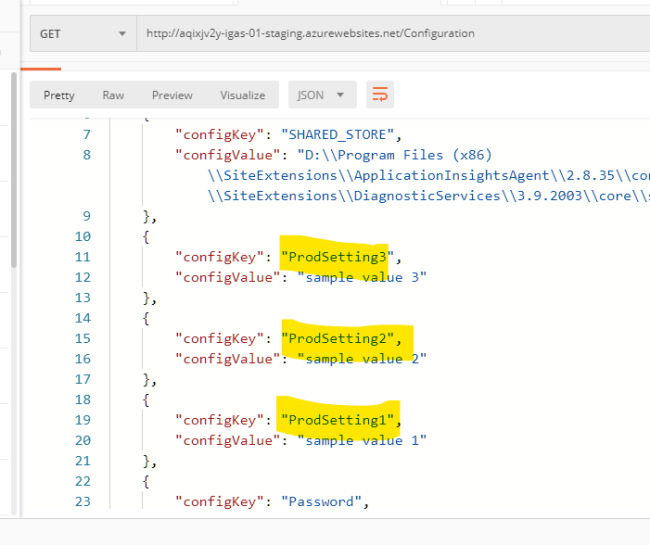 GET http://aqixjv2y-igas-01-staging.azurewebsites.net/Configuration
Pretty Raw Preview Visualize JSON
7 "configKey": "SHARED_STORE",
8 "configValue": "D:\\Program Files (x86)
\\SiteExtensions\\ApplicationInsightsAgent\\2.8.35\\co
\\SiteExtensions\\DiagnosticServices\\3.9.2003\\core\\s
9 },
10 {
11 "configKey": "ProdSetting3",
12 "configValue": "sample value 3"
13 },
14 {
15 "configKey": "ProdSetting2",
16 "configValue": "sample value 2"
17 },
18 {
19 "configKey": "ProdSetting1",
20 "configValue": "sample value 1"
21 },
22 {
23 "configKey": "Password",